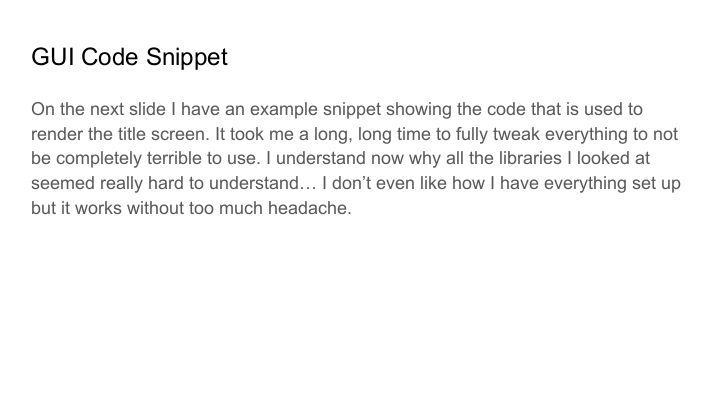 GUI Code Snippet
On the next slide I have an example snippet showing the code that is used to
render the title screen. It took me a long, long time to fully tweak everything to not
be completely terrible to use. I understand now why all the libraries I looked at
seemed really hard to understand… I don’t even like how I have everything set up
but it works without too much headache.